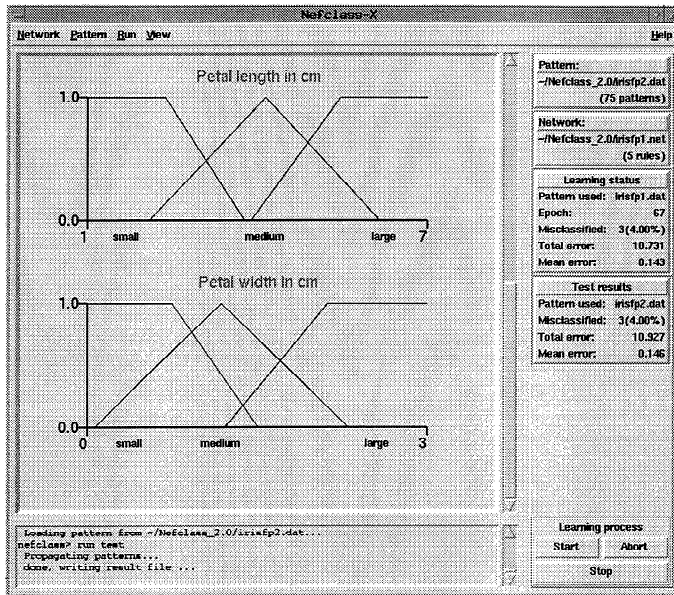 Nefclass-X
Network Pattern Run View Help
Petal length in cm
1.0
0.0
1 small medium large 7
Petal width in cm
1.0
0.0
0 small medium large 3
Pattern:
~/Nefclass_2.0/irisfp2.dat
(75 patterns)
Network:
~/Nefclass_2.0/irisfp1.net
(5 rules)
Learning status
Pattern used: irisfp1.dat
Epoch: 67
Misclassified: 3(4.00%)
Total error: 10.731
Mean error: 0.143
Test results
Pattern used: irisfp2.dat
Misclassified: 3(4.00%)
Total error: 10.927
Mean error: 0.146
Loading pattern from ~/Nefclass_2.0/irisfp2.dat...
nefclass> run test
Propagating patterns...
done, writing result file ...
Learning process
Start Abort
Stop